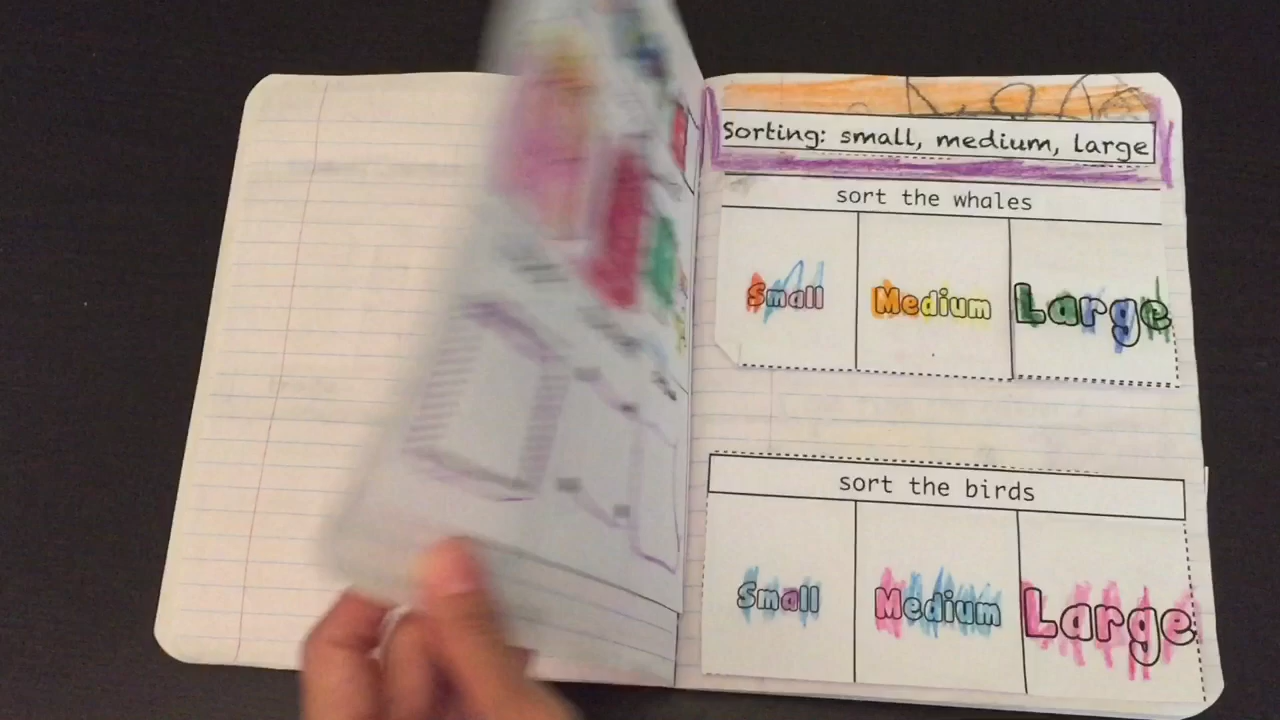 Sorting: small, medium, large
sort the whales
Small Medium Large
sort the birds
Small Medium Large